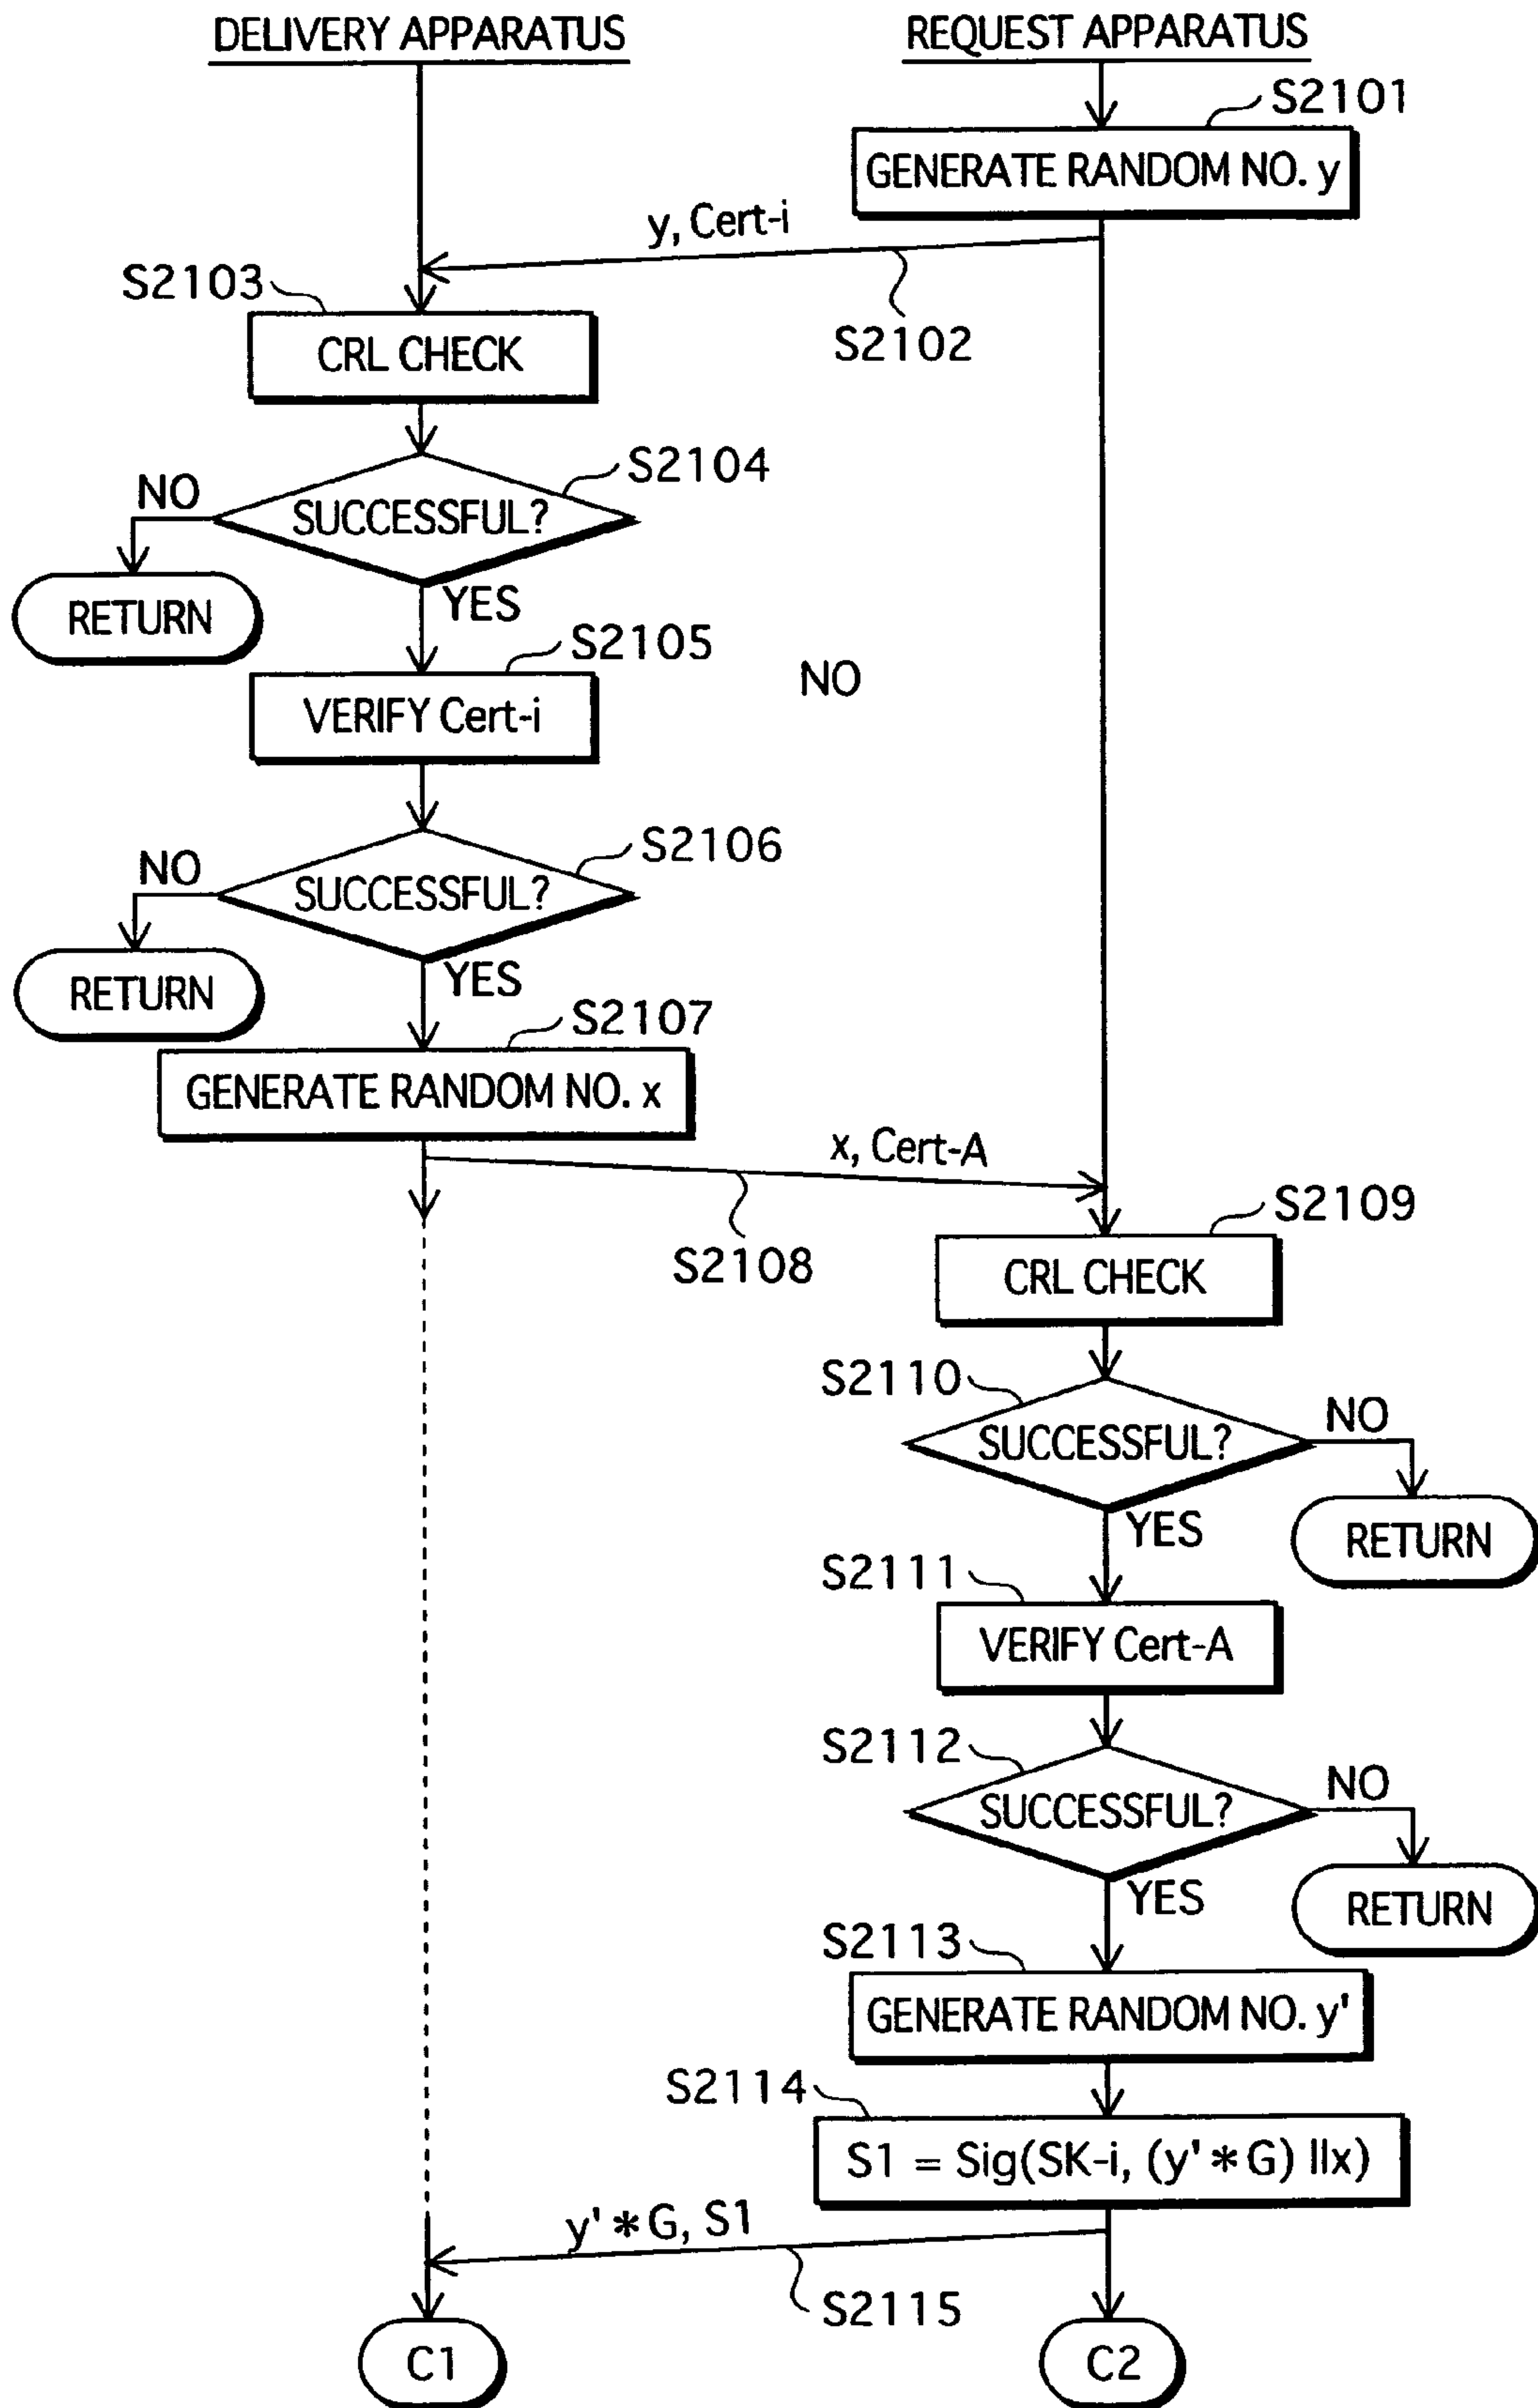 DELIVERY APPARATUS
REQUEST APPARATUS
S2101
GENERATE RANDOM NO. y
y, Cert-i
S2102
S2103
CRL CHECK
S2104
SUCCESSFUL?
NO
RETURN
YES
S2105
VERIFY Cert-i
NO
S2106
SUCCESSFUL?
NO
RETURN
YES
S2107
GENERATE RANDOM NO. x
x, Cert-A
S2108
S2109
CRL CHECK
S2110
SUCCESSFUL?
NO
RETURN
YES
S2111
VERIFY Cert-A
S2112
SUCCESSFUL?
NO
RETURN
YES
S2113
GENERATE RANDOM NO. y'
S2114
S1 = Sig(SK-i, (y' * G) llx)
y' * G, S1
S2115
C1
C2